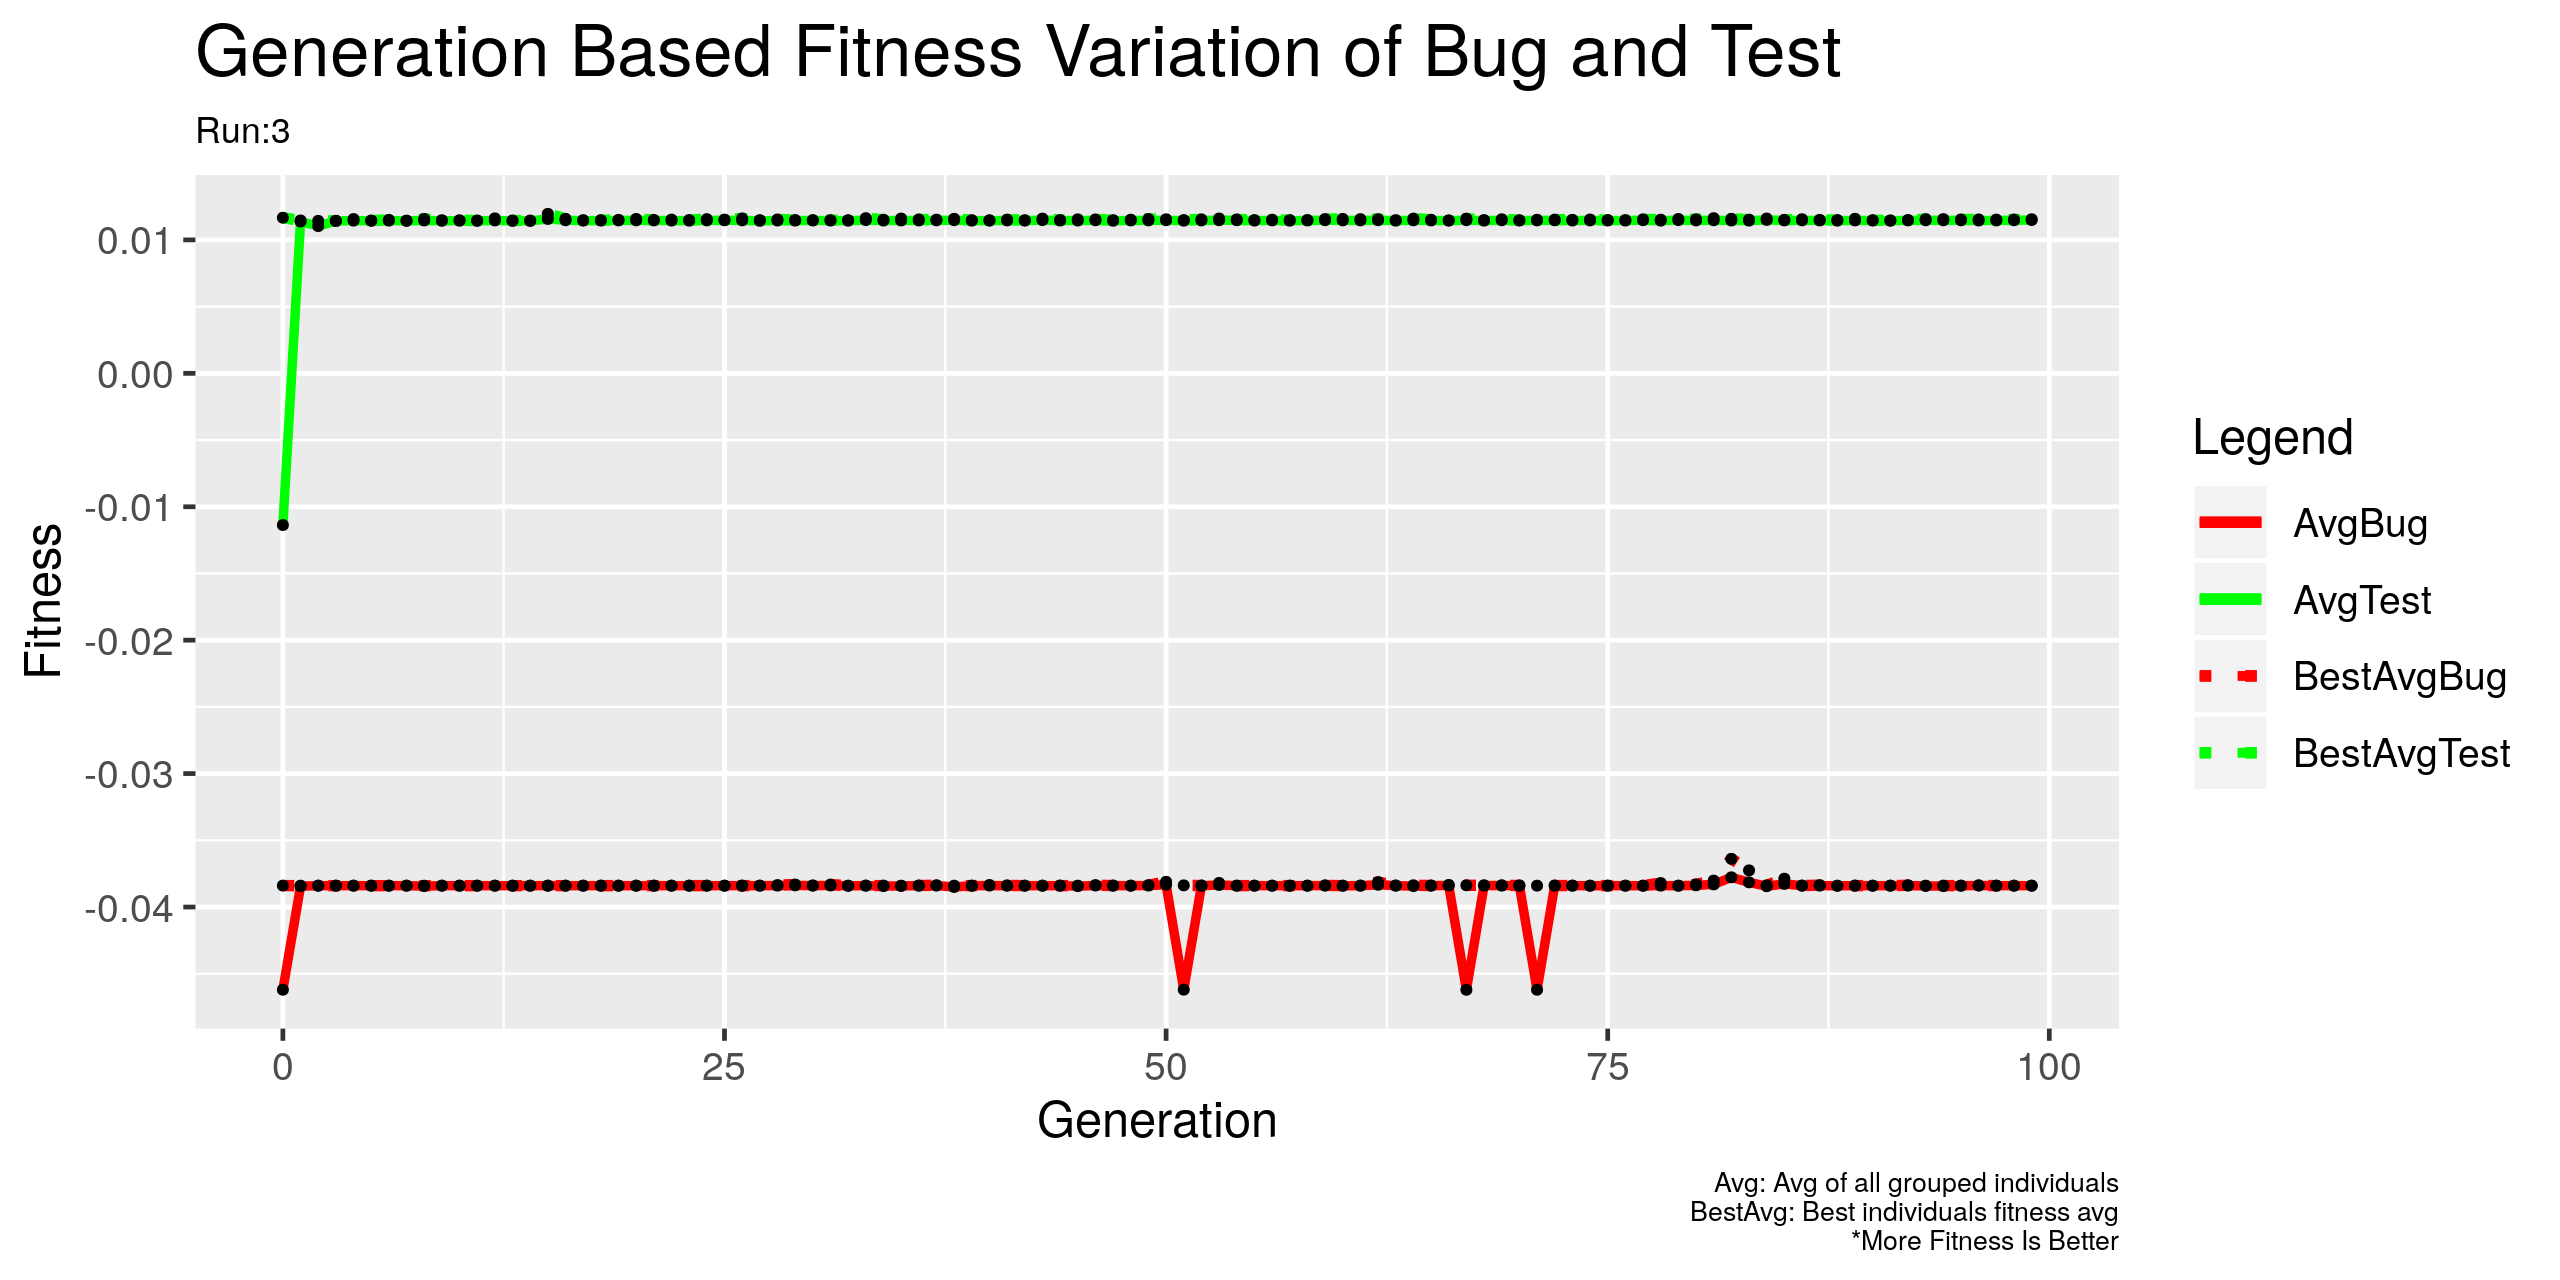 Generation Based Fitness Variation of Bug and Test
Run:3
0.01
0.00
-0.01
-0.02
-0.03
-0.04
Fitness
0
25
50
75
100
Generation
Legend
AvgBug
AvgTest
BestAvgBug
BestAvgTest
Avg: Avg of all grouped individuals
BestAvg: Best individuals fitness avg
*More Fitness Is Better